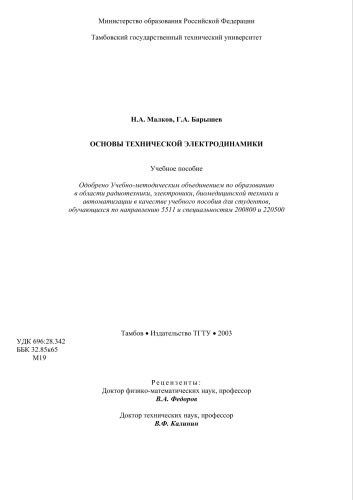 Министерство образования Российской Федерации
Тамбовский государственный технический университет
Н.А. Малков, Г.А. Барышев
ОСНОВЫ ТЕХНИЧЕСКОЙ ЭЛЕКТРОДИНАМИКИ
Учебное пособие
Одобрено Учебно-методическим объединением по образованию
в области радиотехники, электроники, биомедицинской техники и
автоматизации в качестве учебного пособия для студентов,
обучающихся по направлению 5511 и специальностям 200800 и 220500
Тамбов • Издательство ТГТУ • 2003
УДК 696:28.342
ББК 32.85я65
М19
Рецензенты:
Доктор физико-математических наук, профессор
В.А. Федоров
Доктор технических наук, профессор
В.Ф. Калинин